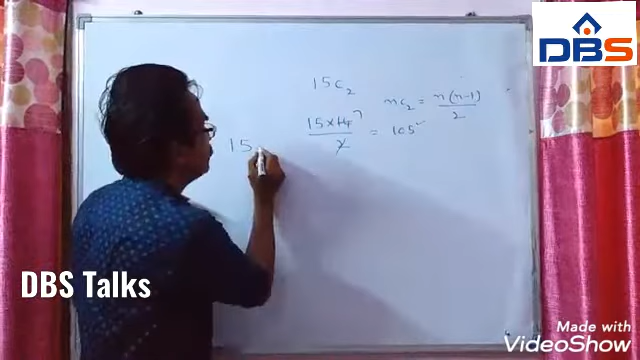 DBS
15C₂
nC₂ = n(n-1)/2
15×14 7/2 = 105
15
DBS Talks
Made with
VideoShow